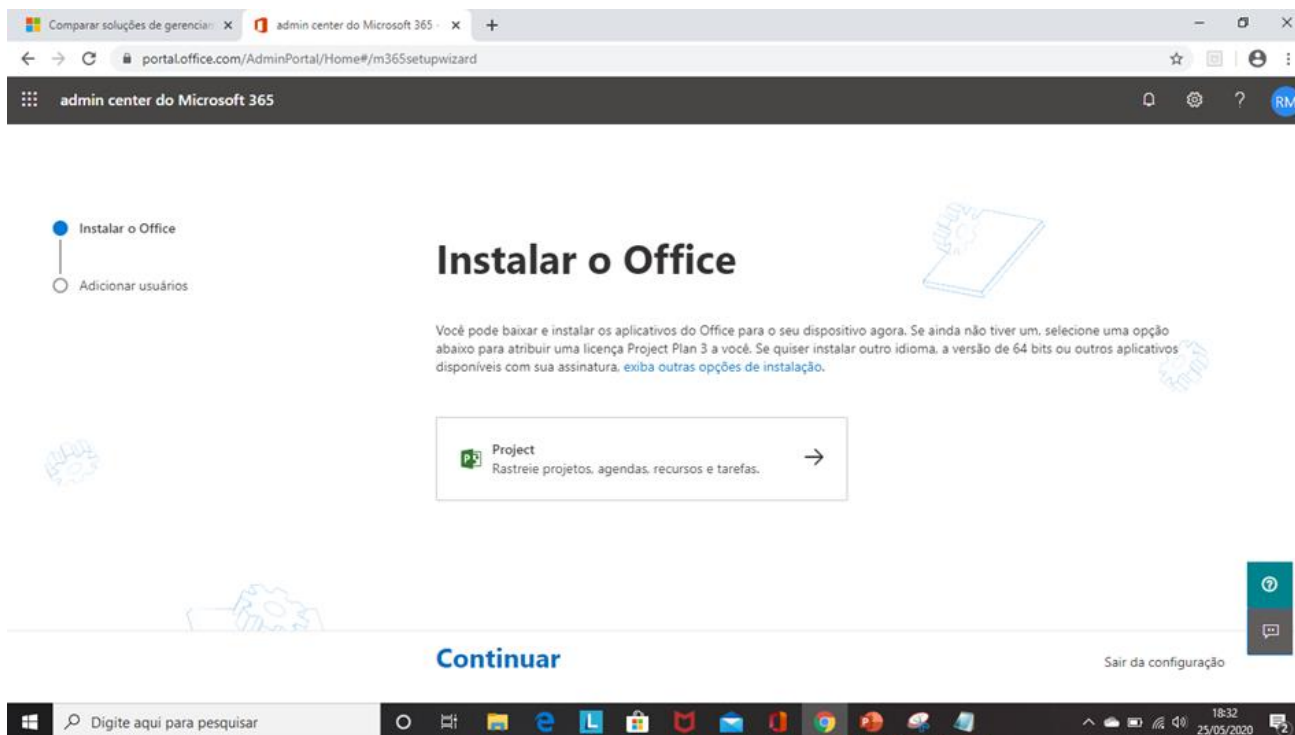 Comparar soluções de gerencian
admin center do Microsoft 365 -
portal.office.com/AdminPortal/Home#/m365setupwizard
admin center do Microsoft 365
RM
Instalar o Office
Adicionar usuários
Instalar o Office
Você pode baixar e instalar os aplicativos do Office para o seu dispositivo agora. Se ainda não tiver um, selecione uma opção
abaixo para atribuir uma licença Project Plan 3 a você. Se quiser instalar outro idioma, a versão de 64 bits ou outros aplicativos
disponíveis com sua assinatura, exiba outras opções de instalação.
Project
Rastreie projetos, agendas, recursos e tarefas.
Continuar
Sair da configuração
Digite aqui para pesquisar
18:32
25/05/2020